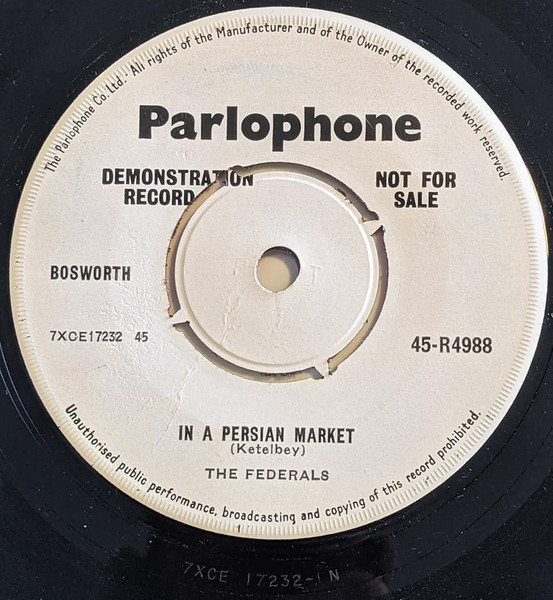 The Parlophone Co. Ltd. All rights of the Manufacturer and of the Owner of the recorded work reserved.
Parlophone
DEMONSTRATION
RECORD
NOT FOR
SALE
BOSWORTH
7XCE17232 45
45-R4988
IN A PERSIAN MARKET
(Ketelbey)
THE FEDERALS
Unauthorised public performance, broadcasting and copying of this record prohibited.
7XCE 17232-1N